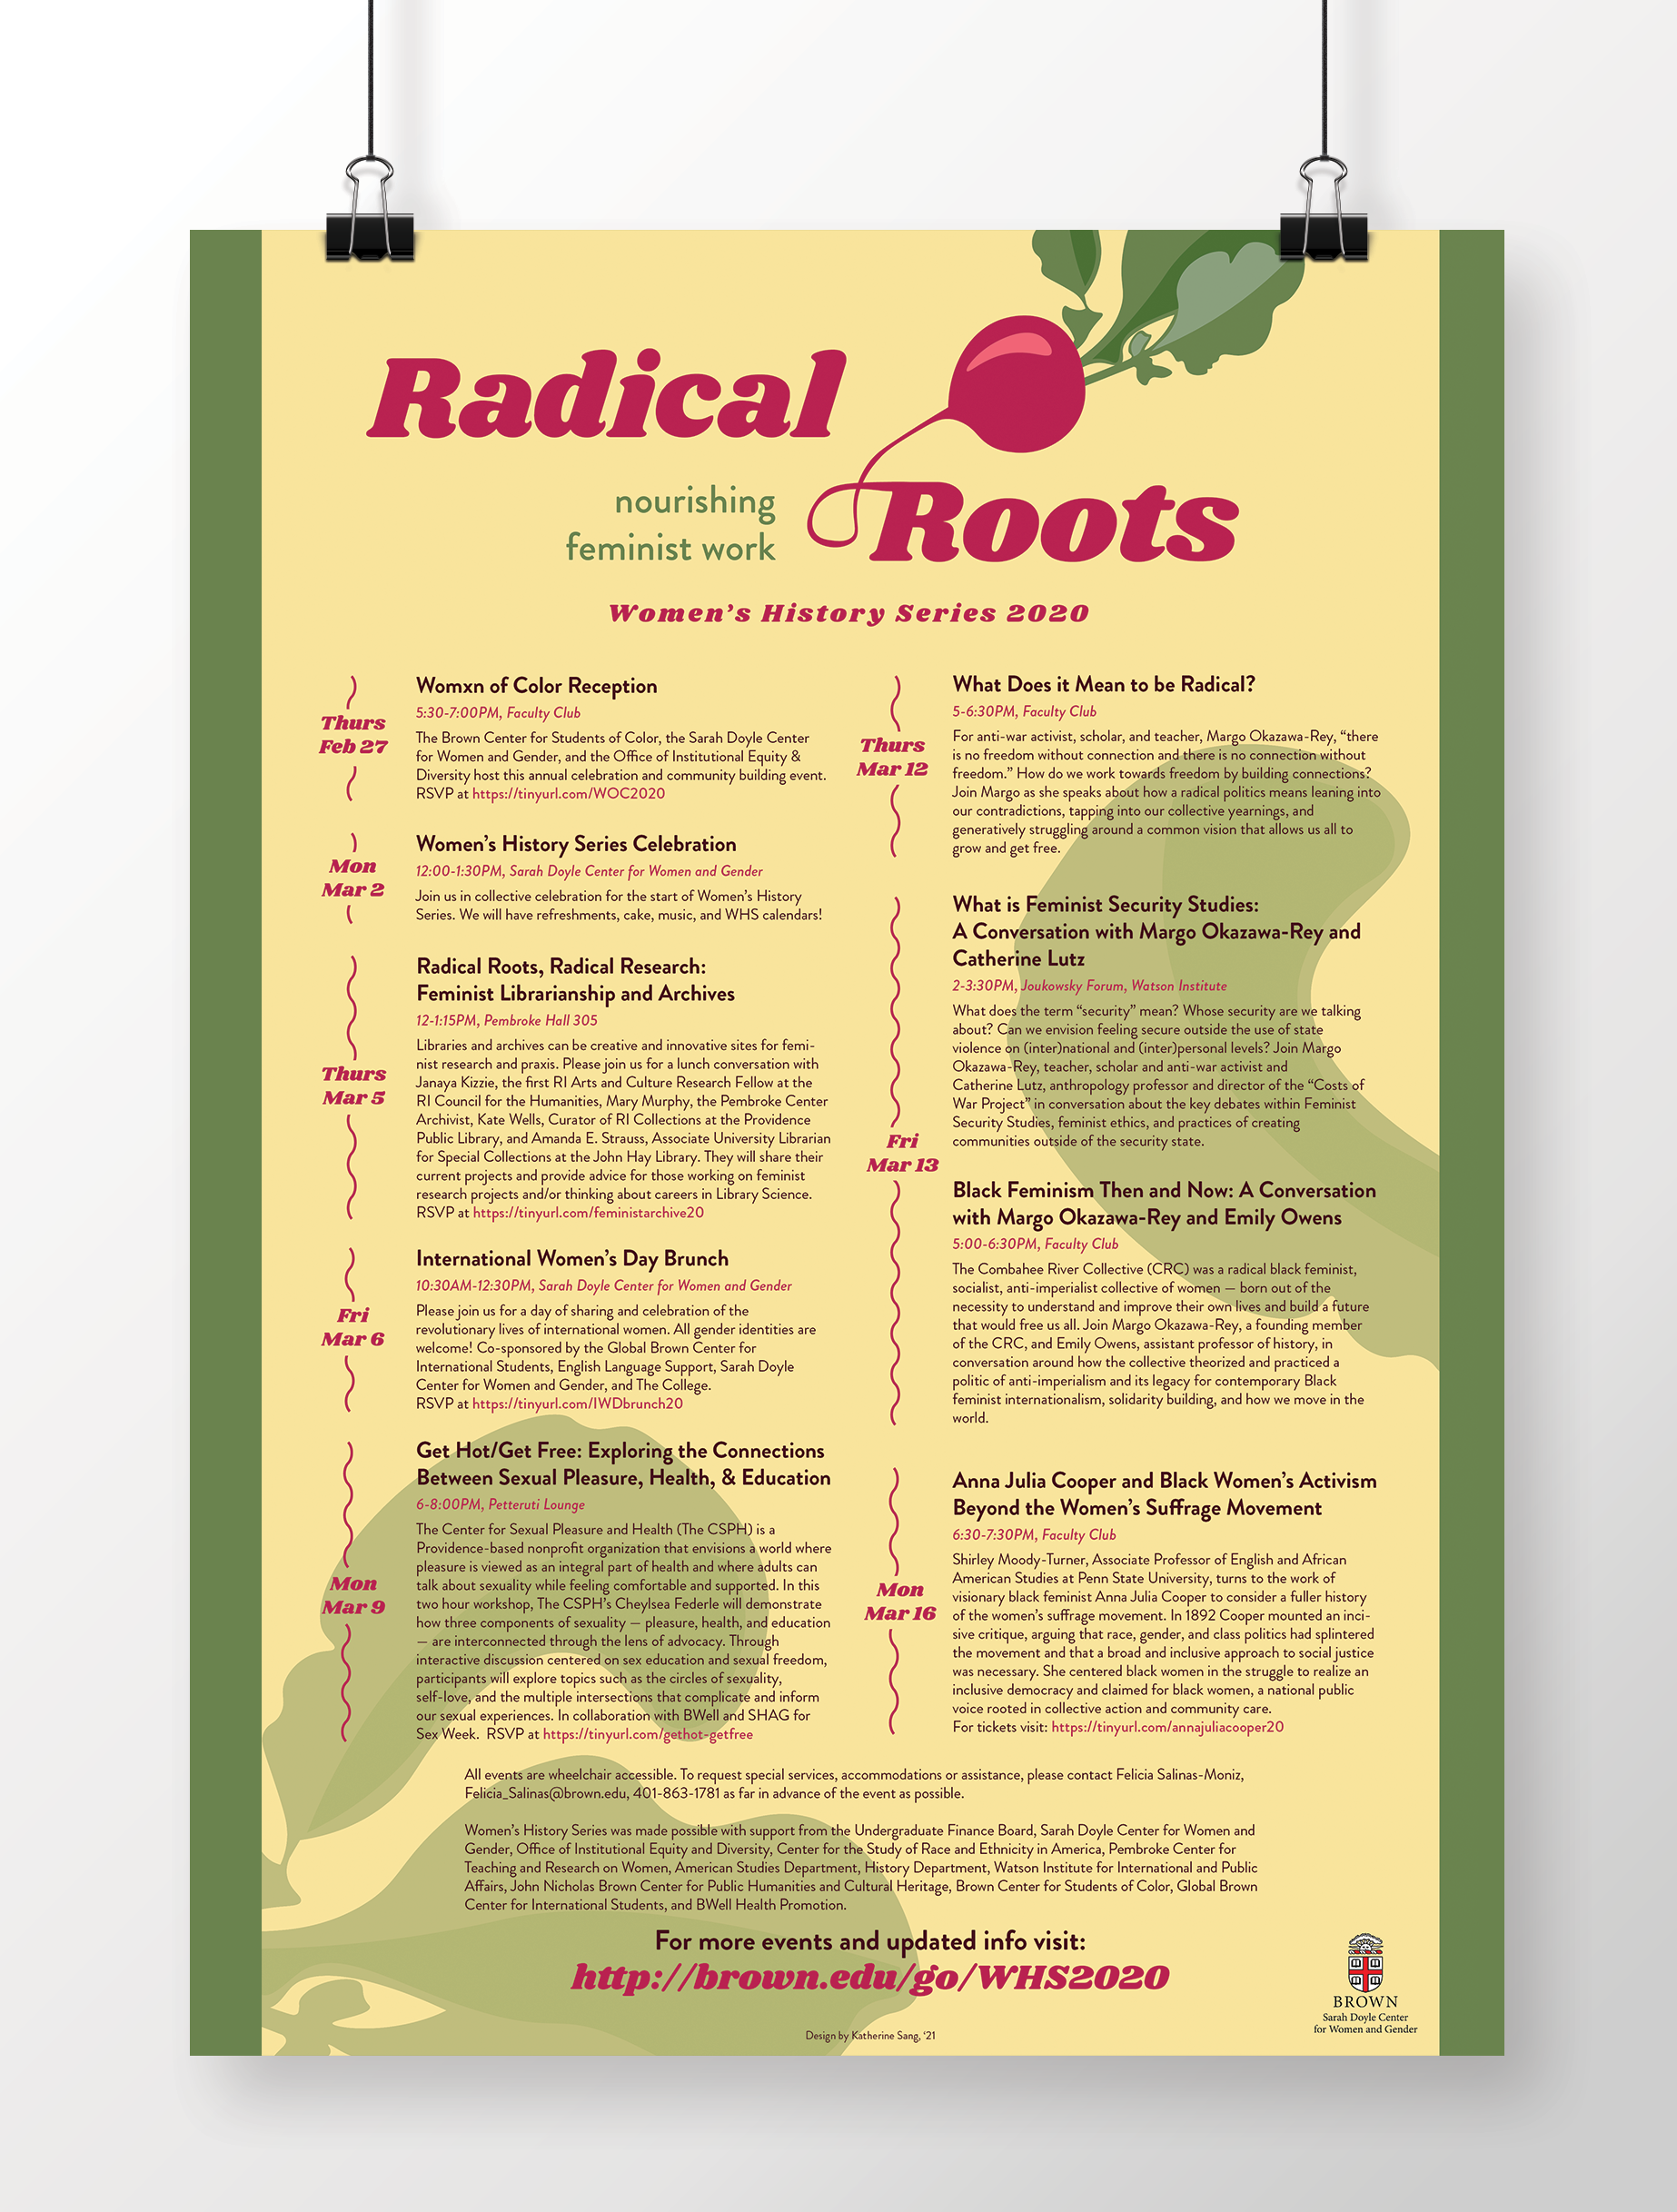 Radical
nourishing
feminist work
Roots
Women's History Series 2020
Thurs
Feb 27
Womxn of Color Reception
5:30-7:00PM, Faculty Club
The Brown Center for Students of Color, the Sarah Doyle Center
for Women and Gender, and the Office of Institutional Equity &
Diversity host this annual celebration and community building event.
RSVP at https://tinyurl.com/WOC2020
Mon
Mar 2
Women's History Series Celebration
12:00-1:30PM, Sarah Doyle Center for Women and Gender
Join us in collective celebration for the start of Women's History
Series. We will have refreshments, cake, music, and WHS calendars!
Thurs
Mar 5
Radical Roots, Radical Research:
Feminist Librarianship and Archives
12-1:15PM, Pembroke Hall 305
Libraries and archives can be creative and innovative sites for femi-
nist research and praxis. Please join us for a lunch conversation with
Janaya Kizzie, the first RI Arts and Culture Research Fellow at the
RI Council for the Humanities, Mary Murphy, the Pembroke Center
Archivist, Kate Wells, Curator of RI Collections at the Providence
Public Library, and Amanda E. Strauss, Associate University Librarian
for Special Collections at the John Hay Library. They will share their
current projects and provide advice for those working on feminist
research projects and/or thinking about careers in Library Science.
RSVP at https://tinyurl.com/feministarchive20
Fri
Mar 6
International Women's Day Brunch
10:30AM-12:30PM, Sarah Doyle Center for Women and Gender
Please join us for a day of sharing and celebration of the
revolutionary lives of international women. All gender identities are
welcome! Co-sponsored by the Global Brown Center for
International Students, English Language Support, Sarah Doyle
Center for Women and Gender, and The College.
RSVP at https://tinyurl.com/IWDbrunch20
Mon
Mar 9
Get Hot/Get Free: Exploring the Connections
Between Sexual Pleasure, Health, & Education
6-8:00PM, Petteruti Lounge
The Center for Sexual Pleasure and Health (The CSPH) is a
Providence-based nonprofit organization that envisions a world where
pleasure is viewed as an integral part of health and where adults can
talk about sexuality while feeling comfortable and supported. In this
two hour workshop, The CSPH's Cheylsea Federle will demonstrate
how three components of sexuality — pleasure, health, and education
— are interconnected through the lens of advocacy. Through
interactive discussion centered on sex education and sexual freedom,
participants will explore topics such as the circles of sexuality,
self-love, and the multiple intersections that complicate and inform
our sexual experiences. In collaboration with BWell and SHAG for
Sex Week. RSVP at https://tinyurl.com/gethot-getfree
Thurs
Mar 12
What Does it Mean to be Radical?
5-6:30PM, Faculty Club
For anti-war activist, scholar, and teacher, Margo Okazawa-Rey, "there
is no freedom without connection and there is no connection without
freedom." How do we work towards freedom by building connections?
Join Margo as she speaks about how a radical politics means leaning into
our contradictions, tapping into our collective yearnings, and
generatively struggling around a common vision that allows us all to
grow and get free.
Fri
Mar 13
What is Feminist Security Studies:
A Conversation with Margo Okazawa-Rey and
Catherine Lutz
2-3:30PM, Joukowsky Forum, Watson Institute
What does the term "security" mean? Whose security are we talking
about? Can we envision feeling secure outside the use of state
violence on (inter)national and (inter)personal levels? Join Margo
Okazawa-Rey, teacher, scholar and anti-war activist and
Catherine Lutz, anthropology professor and director of the "Costs of
War Project" in conversation about the key debates within Feminist
Security Studies, feminist ethics, and practices of creating
communities outside of the security state.
Black Feminism Then and Now: A Conversation
with Margo Okazawa-Rey and Emily Owens
5:00-6:30PM, Faculty Club
The Combahee River Collective (CRC) was a radical black feminist,
socialist, anti-imperialist collective of women — born out of the
necessity to understand and improve their own lives and build a future
that would free us all. Join Margo Okazawa-Rey, a founding member
of the CRC, and Emily Owens, assistant professor of history, in
conversation around how the collective theorized and practiced a
politic of anti-imperialism and its legacy for contemporary Black
feminist internationalism, solidarity building, and how we move in the
world.
Mon
Mar 16
Anna Julia Cooper and Black Women's Activism
Beyond the Women's Suffrage Movement
6:30-7:30PM, Faculty Club
Shirley Moody-Turner, Associate Professor of English and African
American Studies at Penn State University, turns to the work of
visionary black feminist Anna Julia Cooper to consider a fuller history
of the women's suffrage movement. In 1892 Cooper mounted an inci-
sive critique, arguing that race, gender, and class politics had splintered
the movement and that a broad and inclusive approach to social justice
was necessary. She centered black women in the struggle to realize an
inclusive democracy and claimed for black women, a national public
voice rooted in collective action and community care.
For tickets visit: https://tinyurl.com/annajuliacooper20
All events are wheelchair accessible. To request special services, accommodations or assistance, please contact Felicia Salinas-Moniz,
Felicia_Salinas@brown.edu, 401-863-1781 as far in advance of the event as possible.
Women's History Series was made possible with support from the Undergraduate Finance Board, Sarah Doyle Center for Women and
Gender, Office of Institutional Equity and Diversity, Center for the Study of Race and Ethnicity in America, Pembroke Center for
Teaching and Research on Women, American Studies Department, History Department, Watson Institute for International and Public
Affairs, John Nicholas Brown Center for Public Humanities and Cultural Heritage, Brown Center for Students of Color, Global Brown
Center for International Students, and BWell Health Promotion.
For more events and updated info visit:
http://brown.edu/go/WHS2020
Design by Katherine Sang, '21
BROWN
Sarah Doyle Center
for Women and Gender